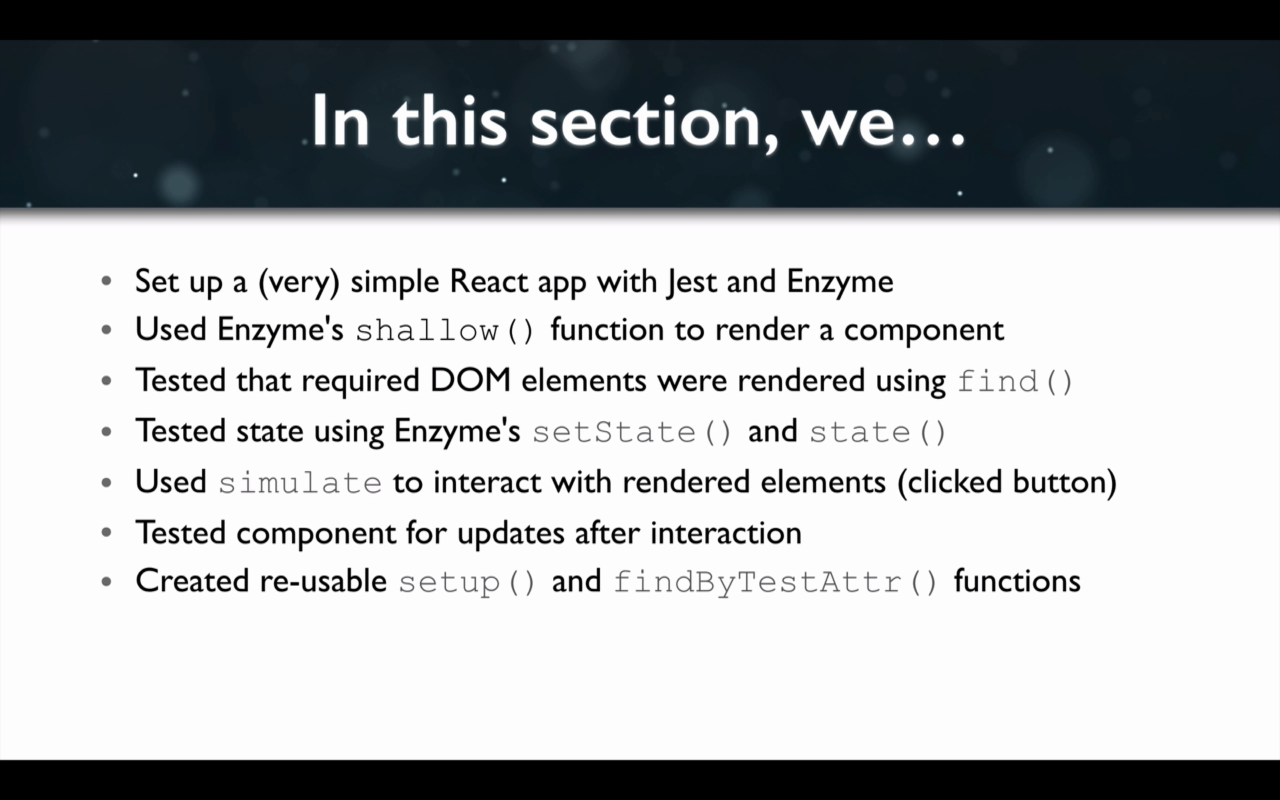 In this section, we…
• Set up a (very) simple React app with Jest and Enzyme
• Used Enzyme's shallow() function to render a component
• Tested that required DOM elements were rendered using find()
• Tested state using Enzyme's setState() and state()
• Used simulate to interact with rendered elements (clicked button)
• Tested component for updates after interaction
• Created re-usable setup() and findByTestAttr() functions